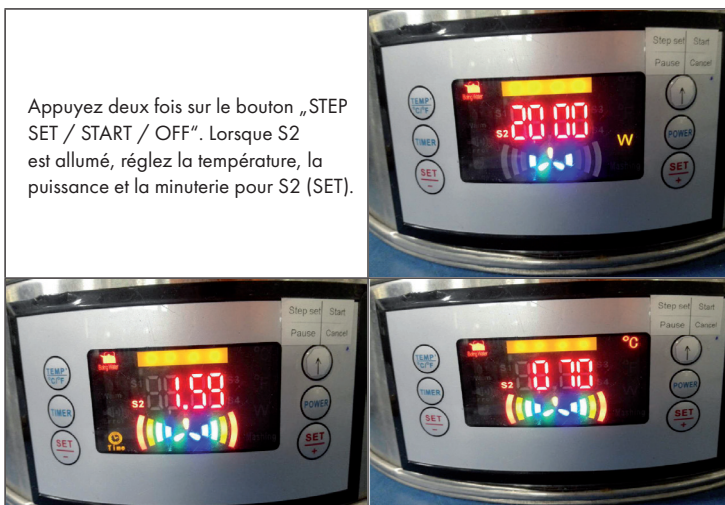 Appuyez deux fois sur le bouton „STEP
SET / START / OFF“. Lorsque S2
est allumé, réglez la température, la
puissance et la minuterie pour S2 (SET).
Step set Start
Pause Cancel
TEMP
°C/°F
TIMER
SET
−
S2
2000
W
POWER
SET
+
Step set Start
Pause Cancel
TEMP
°C/°F
TIMER
SET
−
S2
1.59
Time
POWER
SET
+
Step set Start
Pause Cancel
TEMP
°C/°F
TIMER
SET
−
°C
S2
070
POWER
SET
+